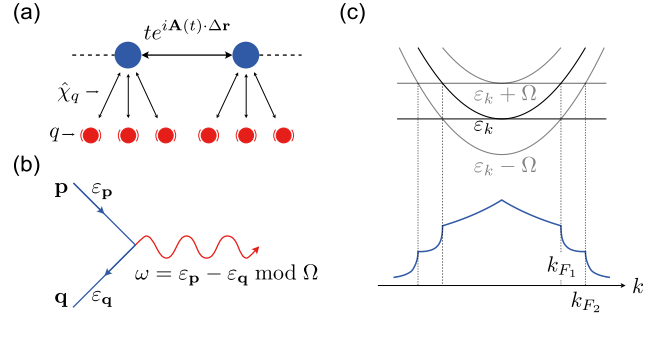 (a)
te^{i𝐀(t)·Δ𝐫}
χ̂_q →
q→
(b)
𝐩
ε_𝐩
ω = ε_𝐩 − ε_𝐪 mod Ω
𝐪
ε_𝐪
(c)
ε_k + Ω
ε_k
ε_k − Ω
k_{F_1}
k_{F_2}
k